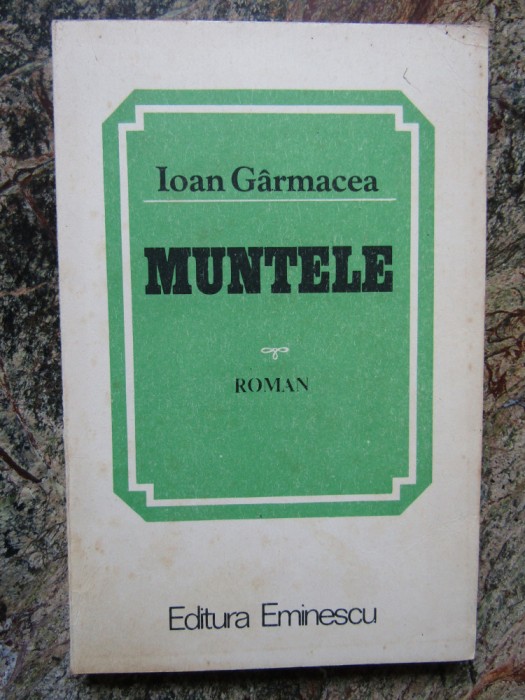 Ioan Gârmacea
MUNTELE
ROMAN
Editura Eminescu